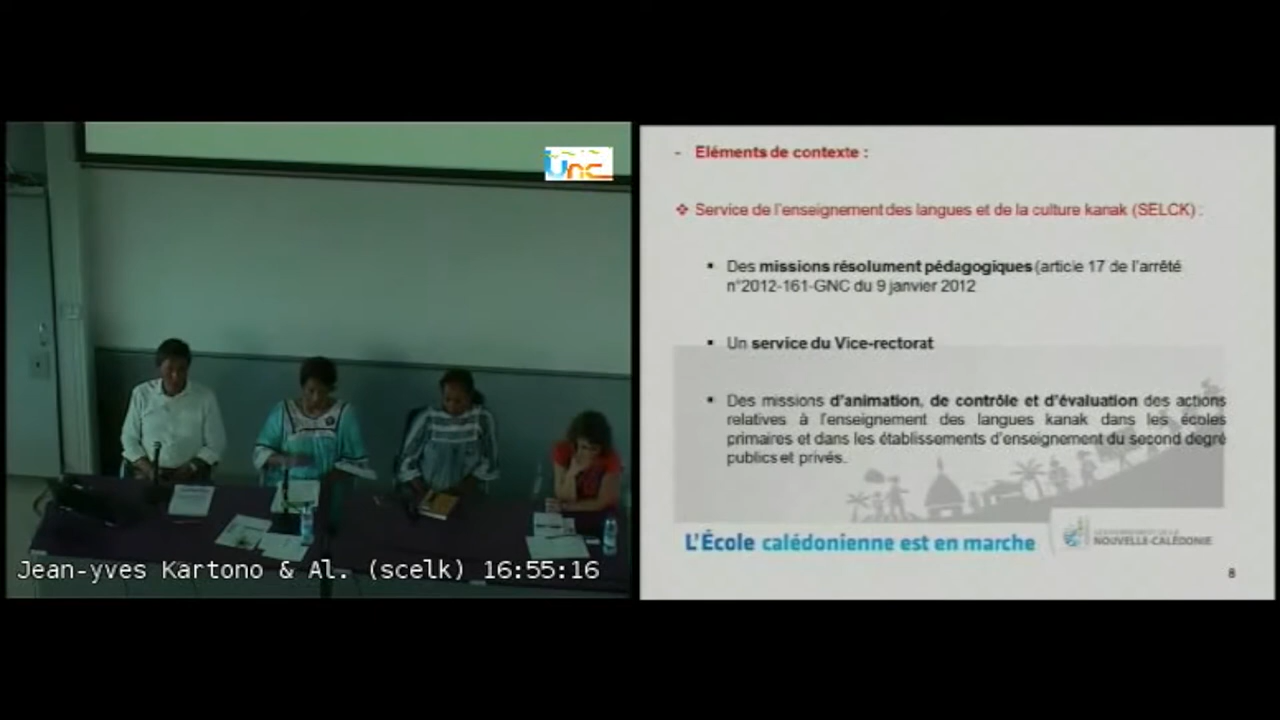 Unc
Jean-yves Kartono & Al. (scelk) 16:55:16
- Eléments de contexte :
❖ Service de l'enseignement des langues et de la culture kanak (SELCK) :
▪ Des missions résolument pédagogiques (article 17 de l'arrêté
n°2012-161-GNC du 9 janvier 2012
▪ Un service du Vice-rectorat
▪ Des missions d'animation, de contrôle et d'évaluation des actions
relatives à l'enseignement des langues kanak dans les écoles
primaires et dans les établissements d'enseignement du second degré
publics et privés.
L'École calédonienne est en marche
GOUVERNEMENT DE LA
NOUVELLE-CALÉDONIE
8